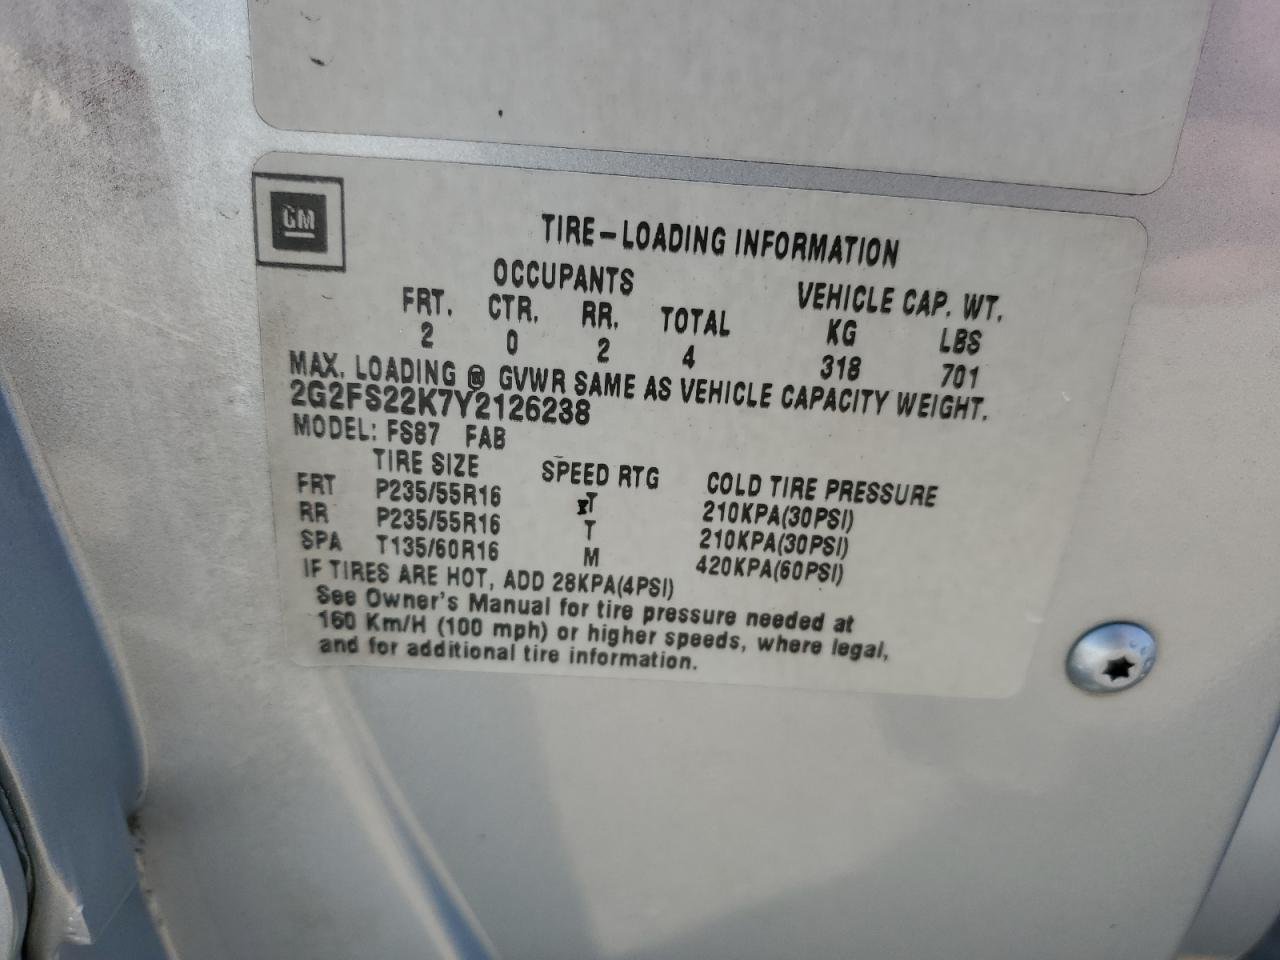 GM
TIRE-LOADING INFORMATION
OCCUPANTS VEHICLE CAP. WT.
FRT. CTR. RR. TOTAL KG LBS
2 0 2 4 318 701
MAX. LOADING @ GVWR SAME AS VEHICLE CAPACITY WEIGHT.
2G2FS22K7Y2126238
MODEL: FS87 FAB
TIRE SIZE SPEED RTG COLD TIRE PRESSURE
FRT P235/55R16 T 210KPA(30PSI)
RR P235/55R16 T 210KPA(30PSI)
SPA T135/60R16 M 420KPA(60PSI)
IF TIRES ARE HOT, ADD 28KPA(4PSI)
See Owner's Manual for tire pressure needed at
160 Km/H (100 mph) or higher speeds, where legal,
and for additional tire information.